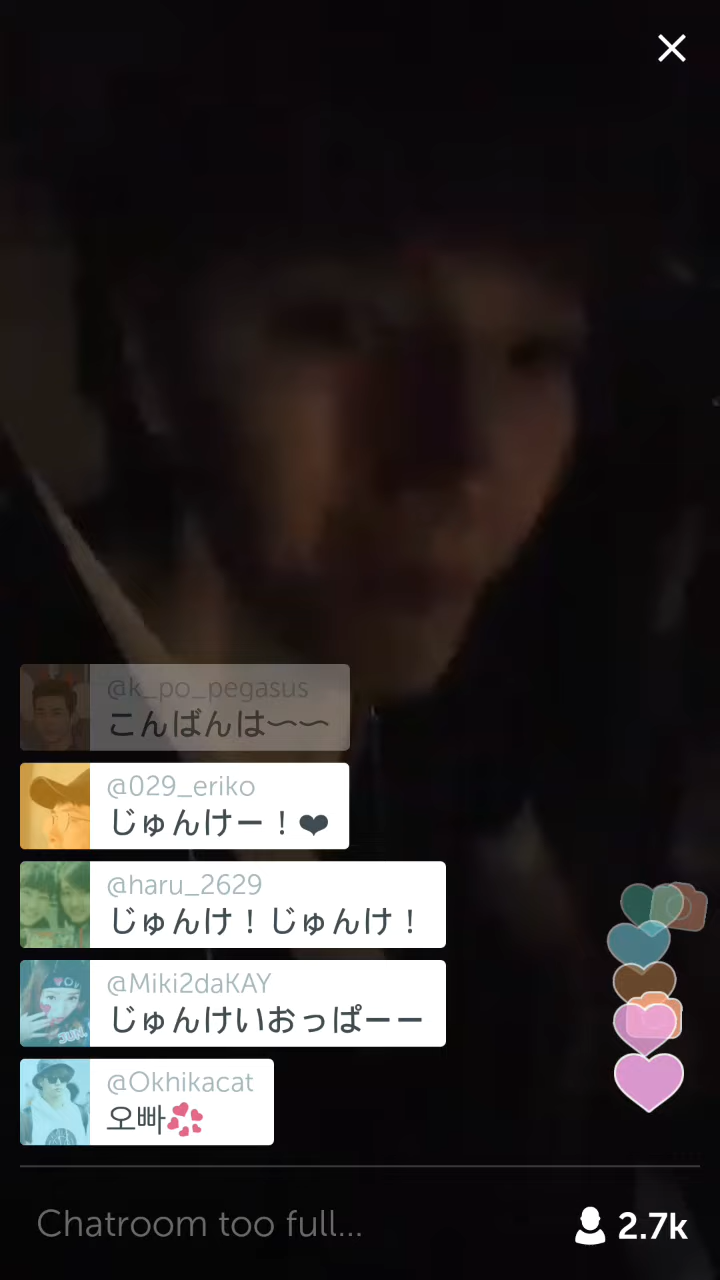 @k_po_pegasus
こんばんは〜〜
@029_eriko
じゅんけー！❤
@haru_2629
じゅんけ！じゅんけ！
@Miki2daKAY
じゅんけいおっぱーー
@Okhikacat
오빠💞
Chatroom too full...
2.7k